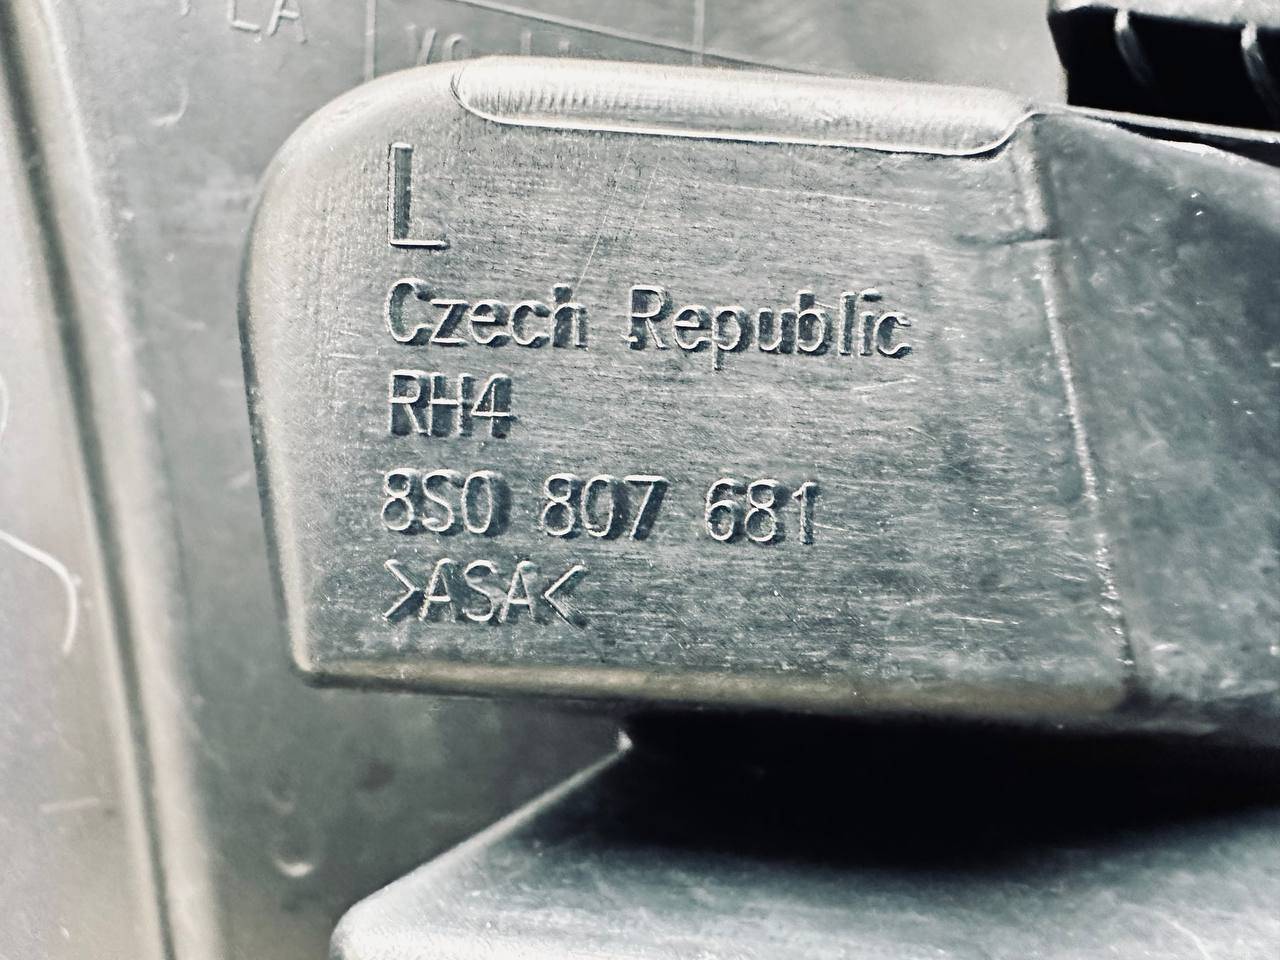 L
Czech Republic
RH4
8S0 807 681
>ASA<